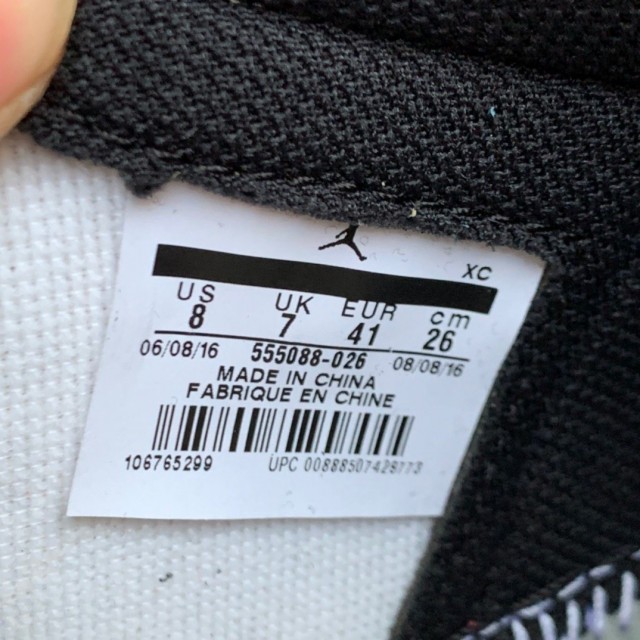 XC
US UK EUR cm
8 7 41 26
06/08/16 555088-026 08/08/16
MADE IN CHINA
FABRIQUE EN CHINE
106765299 UPC